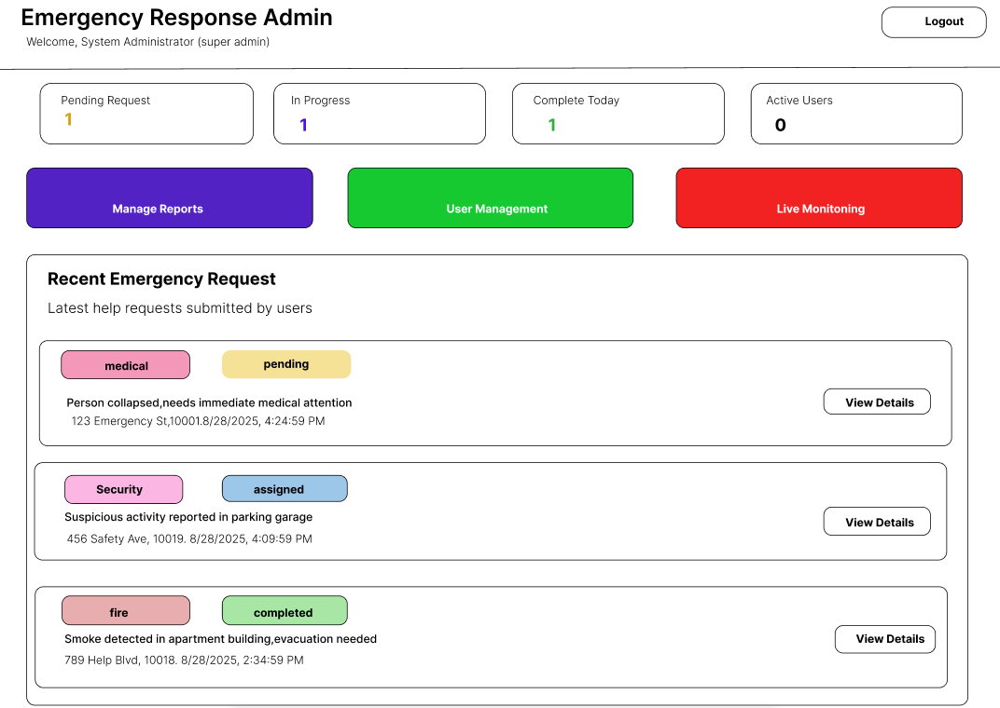 Emergency Response Admin
Logout
Welcome, System Administrator (super admin)
Pending Request
In Progress
Complete Today
Active Users
1
1
1
0
Manage Reports
User Management
Live Monitoning
Recent Emergency Request
Latest help requests submitted by users
medical
pending
Person collapsed,needs immediate medical attention
View Details
123 Emergency St,10001.8/28/2025, 4:24:59 PM
Security
assigned
Suspicious activity reported in parking garage
View Details
456 Safety Ave, 10019. 8/28/2025, 4:09:59 PM
fire
completed
Smoke detected in apartment building,evacuation needed
View Details
789 Help Blvd, 10018. 8/28/2025, 2:34:59 PM